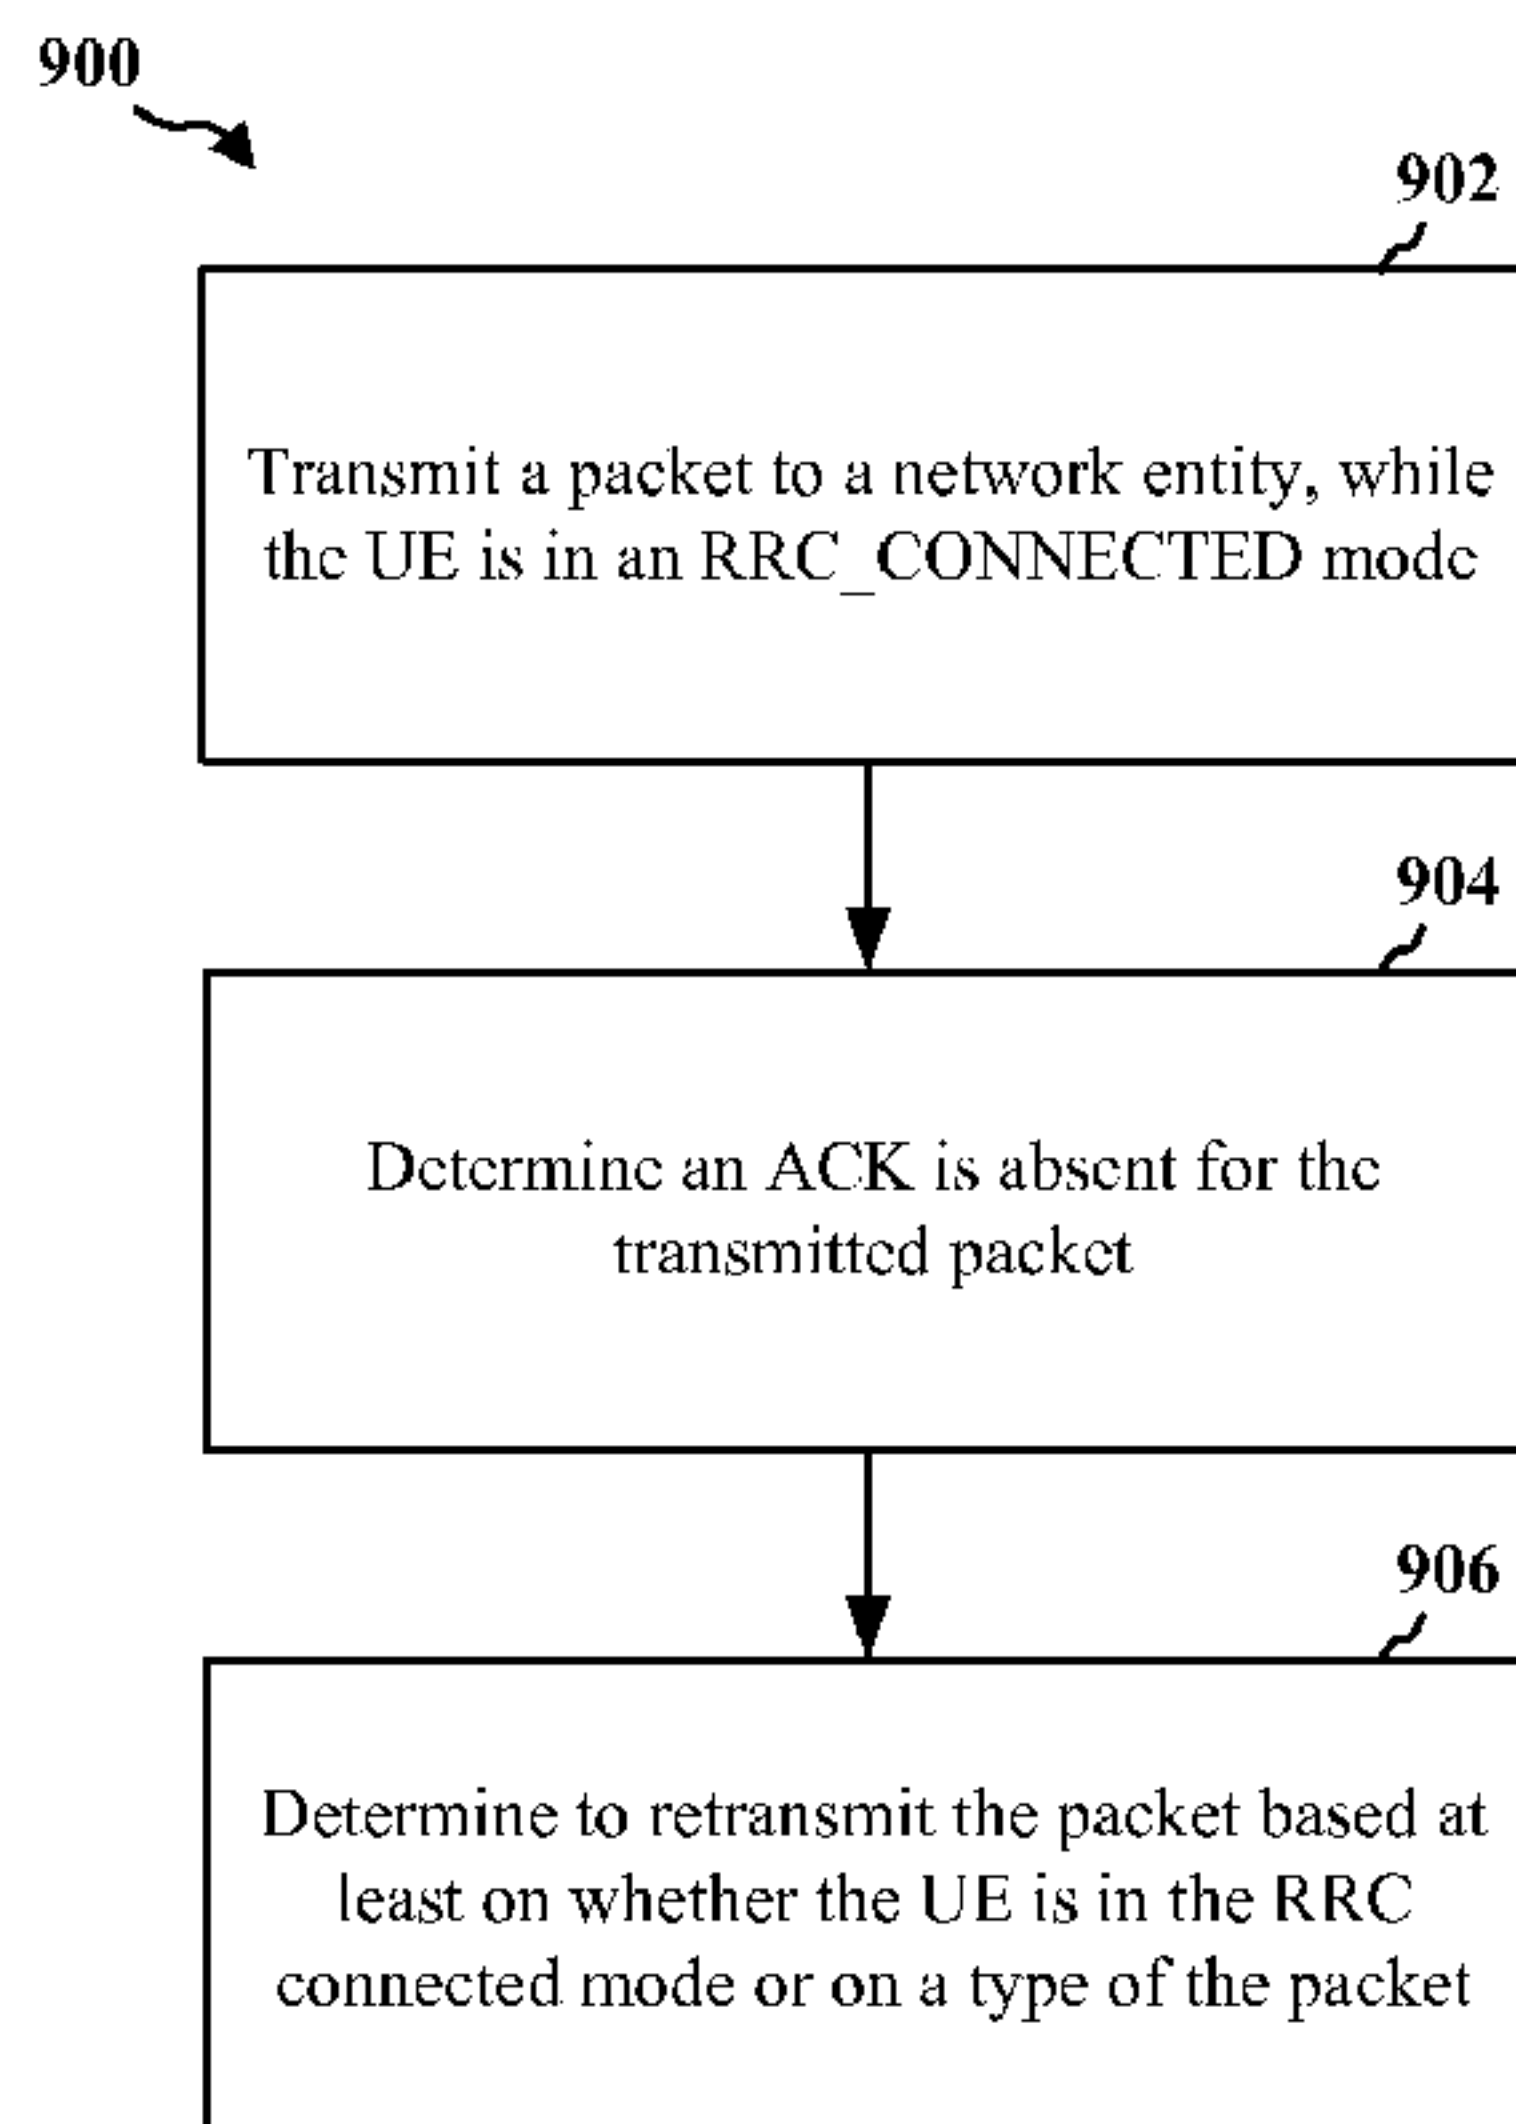 900
902
Transmit a packet to a network entity, while
the UE is in an RRC_CONNECTED mode
904
Determine an ACK is absent for the
transmitted packet
906
Determine to retransmit the packet based at
least on whether the UE is in the RRC
connected mode or on a type of the packet